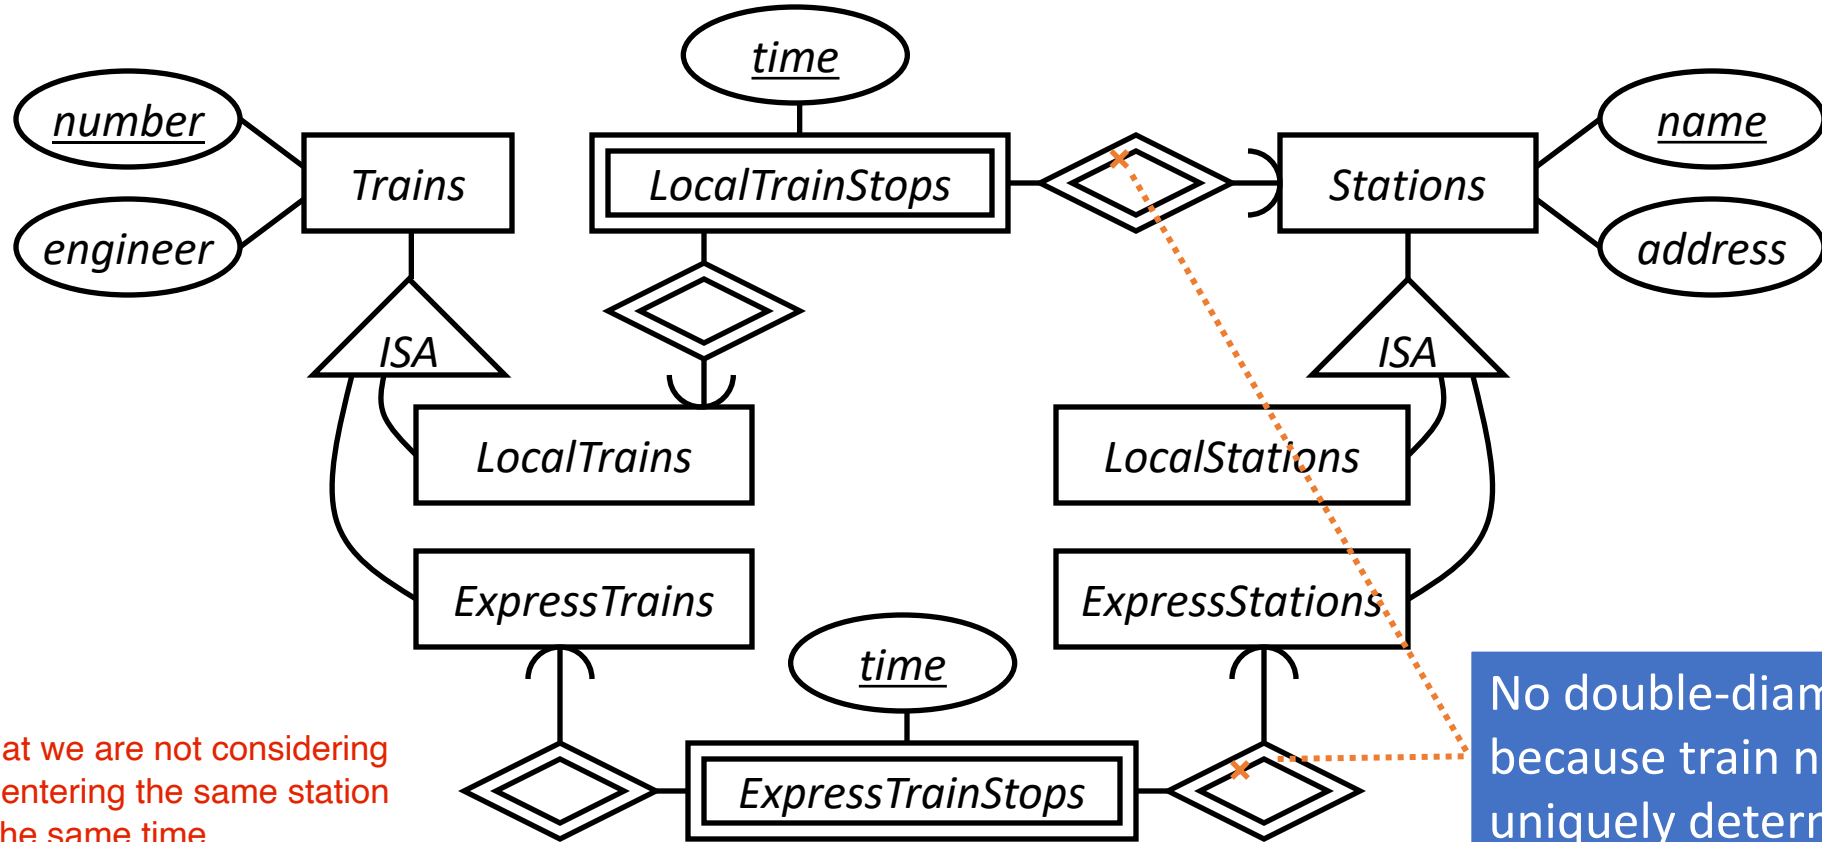 time
number
name
Trains
LocalTrainStops
Stations
engineer
address
ISA
ISA
LocalTrains
LocalStations
ExpressTrains
ExpressStations
time
No double-diam
because train n
uniquely determ
at we are not considering
entering the same station
he same time
ExpressTrainStops